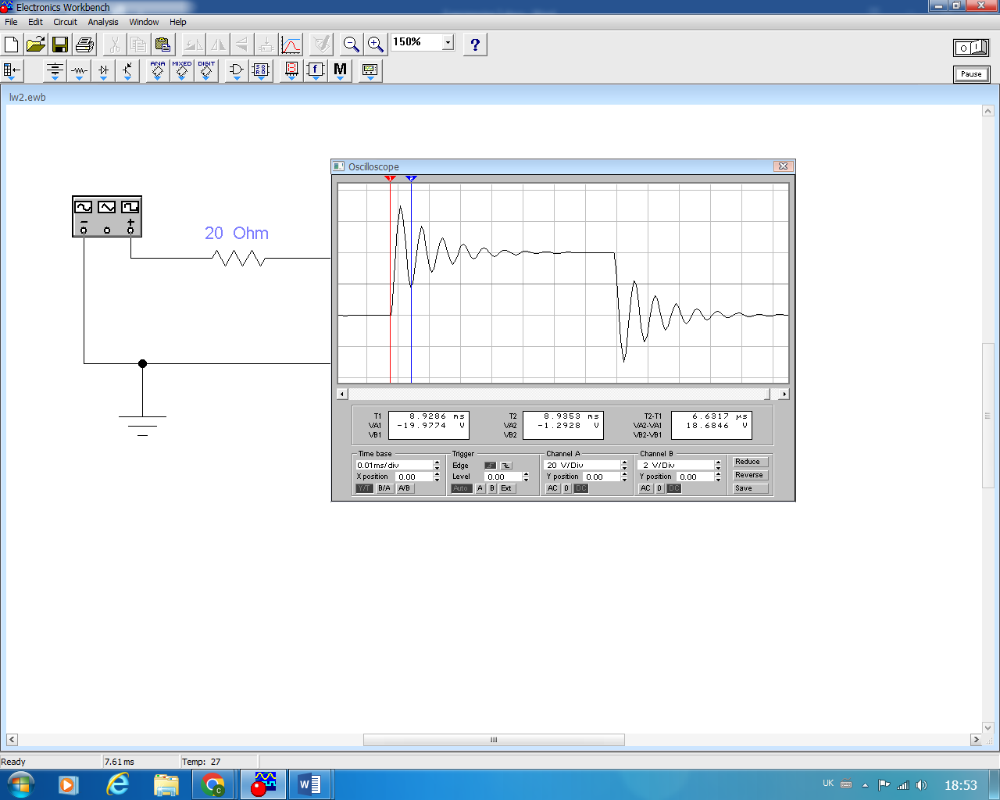 Electronics Workbench
File Edit Circuit Analysis Window Help
150%
?
O I
ANA MIXED DIGIT
f M
Pause
lw2.ewb
Oscilloscope
1 2
− +
20 Ohm
T1 8.9286 ms T2 8.9353 ms T2-T1 6.6317 µs
VA1 -19.9774 V VA2 -1.2928 V VA2-VA1 18.6846 V
VB1 VB2 VB2-VB1
Time base Trigger Channel A Channel B
0.01ms/div Edge 20 V/Div 2 V/Div Reduce
X position 0.00 Level 0.00 Y position 0.00 Y position 0.00 Reverse
Y/T B/A A/B Auto A B Ext AC 0 DC AC 0 DC Save
Ready 7.61 ms Temp: 27
UK 18:53